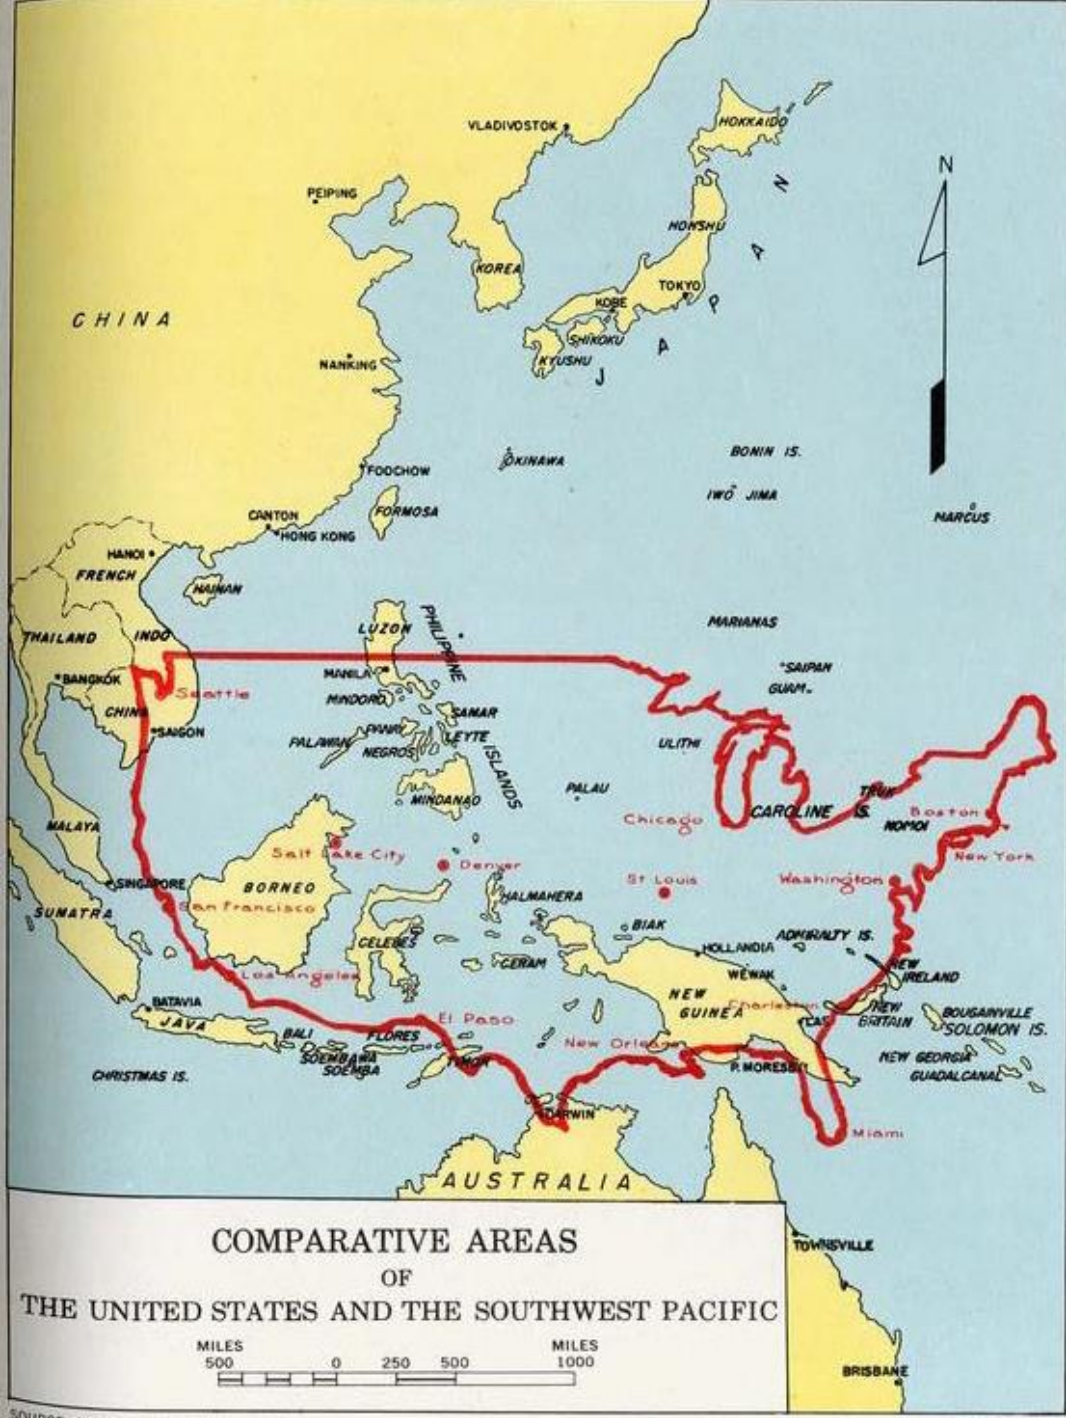 HOKKAIDO
VLADIVOSTOK
N
PEIPING
HONSHU
KOREA
TOKYO
KOBE
CHINA
SHIKOKU
JAPAN
NANKING
KYUSHU
BONIN IS.
OKINAWA
FOOCHOW
IWO JIMA
FORMOSA
MARCUS
CANTON
HONG KONG
HANOI
FRENCH
HAINAN
MARIANAS
LUZON
PHILIPPINE
THAILAND
INDO
SAIPAN
MANILA
BANGKOK
GUAM
Seattle
MINDORO
CHINA
SAMAR
PANAY
SAIGON
LEYTE
PALAWAN
ULITHI
NEGROS
ISLANDS
PALAU
TRUK
MINDANAO
CAROLINE IS.
Boston
Chicago
NOMOI
MALAYA
Salt Lake City
New York
Denver
St Louis
Washington
SINGAPORE
BORNEO
HALMAHERA
San Francisco
SUMATRA
BIAK
ADMIRALTY IS.
CELEBES
HOLLANDIA
CERAM
NEW
IRELAND
Los Angeles
WEWAK
NEW
GUINEA
BATAVIA
Charleston
NEW
BRITAIN
BOUGAINVILLE
JAVA
El Paso
LAE
SOLOMON IS.
BALI
FLORES
New Orleans
SOEMBAWA
NEW GEORGIA
TIMOR
P. MORESBY
SOEMBA
CHRISTMAS IS.
GUADALCANAL
DARWIN
Miami
AUSTRALIA
TOWNSVILLE
COMPARATIVE AREAS
OF
THE UNITED STATES AND THE SOUTHWEST PACIFIC
MILES MILES
500 0 250 500 1000
BRISBANE